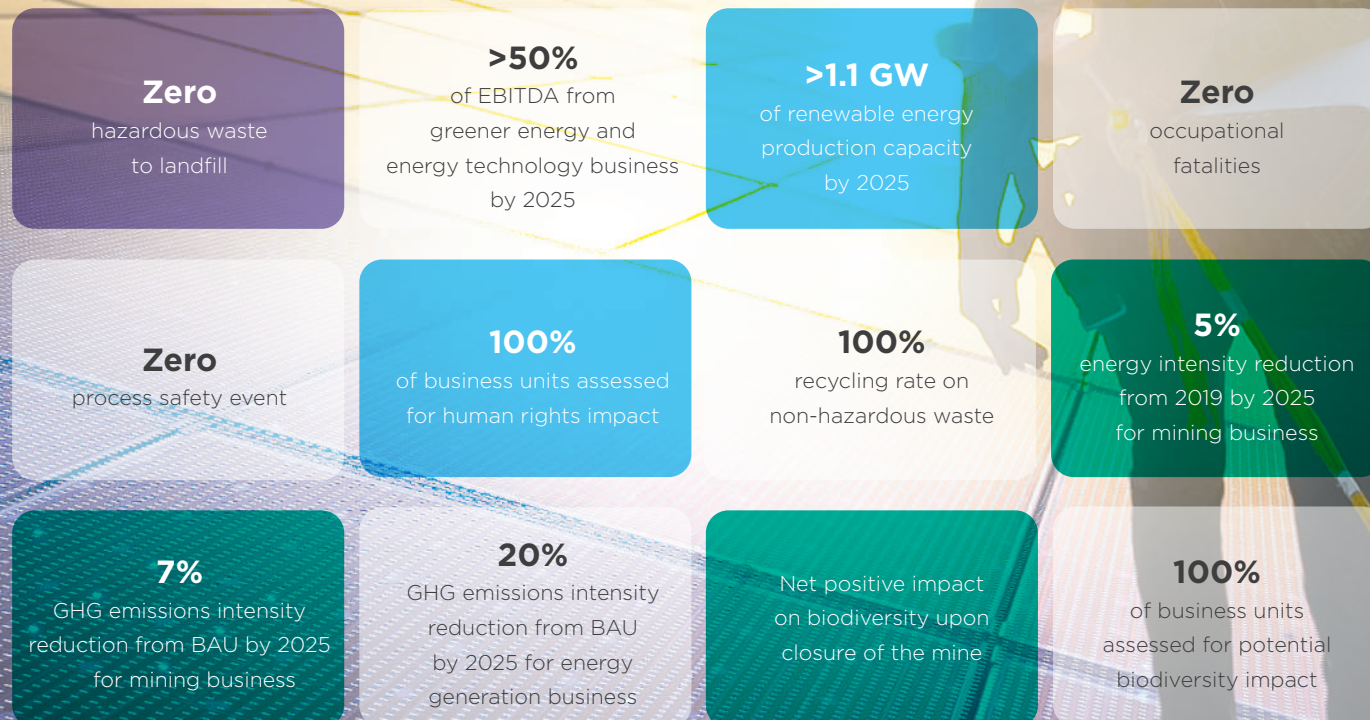 Zero
hazardous waste
to landfill
>50%
of EBITDA from
greener energy and
energy technology business
by 2025
>1.1 GW
of renewable energy
production capacity
by 2025
Zero
occupational
fatalities
Zero
process safety event
100%
of business units assessed
for human rights impact
100%
recycling rate on
non-hazardous waste
5%
energy intensity reduction
from 2019 by 2025
for mining business
7%
GHG emissions intensity
reduction from BAU by 2025
for mining business
20%
GHG emissions intensity
reduction from BAU
by 2025 for energy
generation business
Net positive impact
on biodiversity upon
closure of the mine
100%
of business units
assessed for potential
biodiversity impact